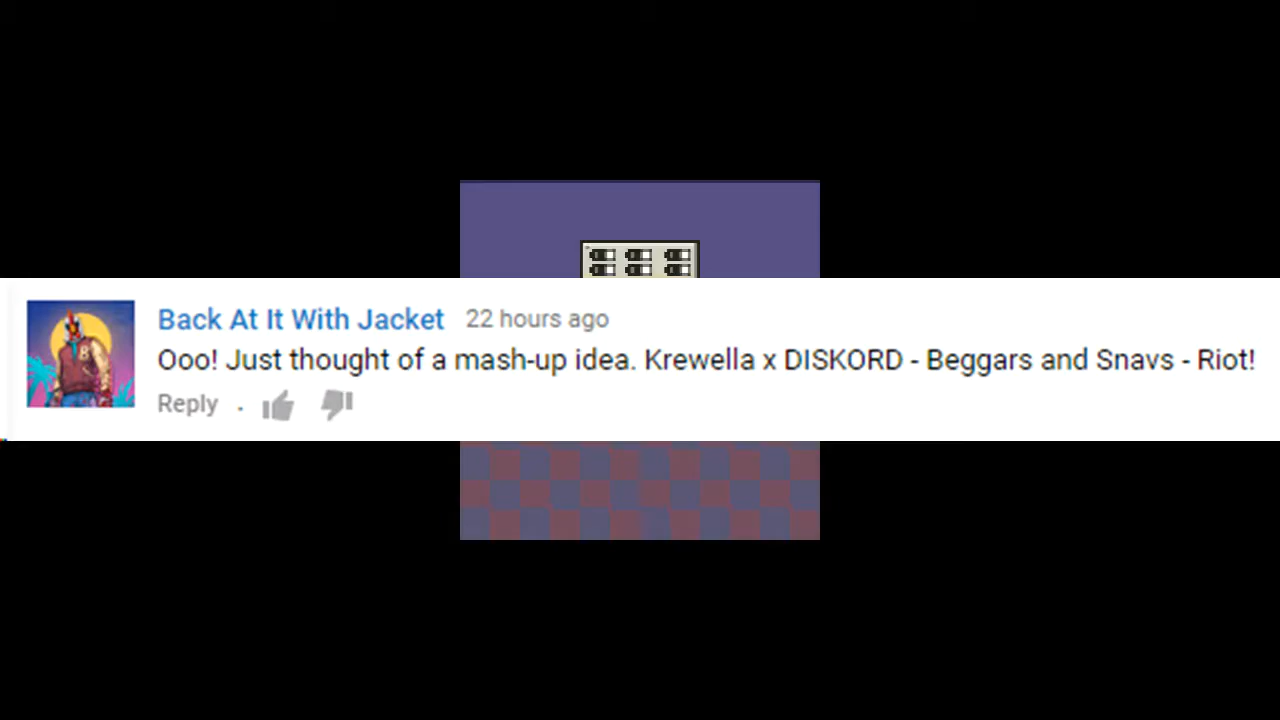 Back At It With Jacket 22 hours ago
Ooo! Just thought of a mash-up idea. Krewella x DISKORD - Beggars and Snavs - Riot!
Reply